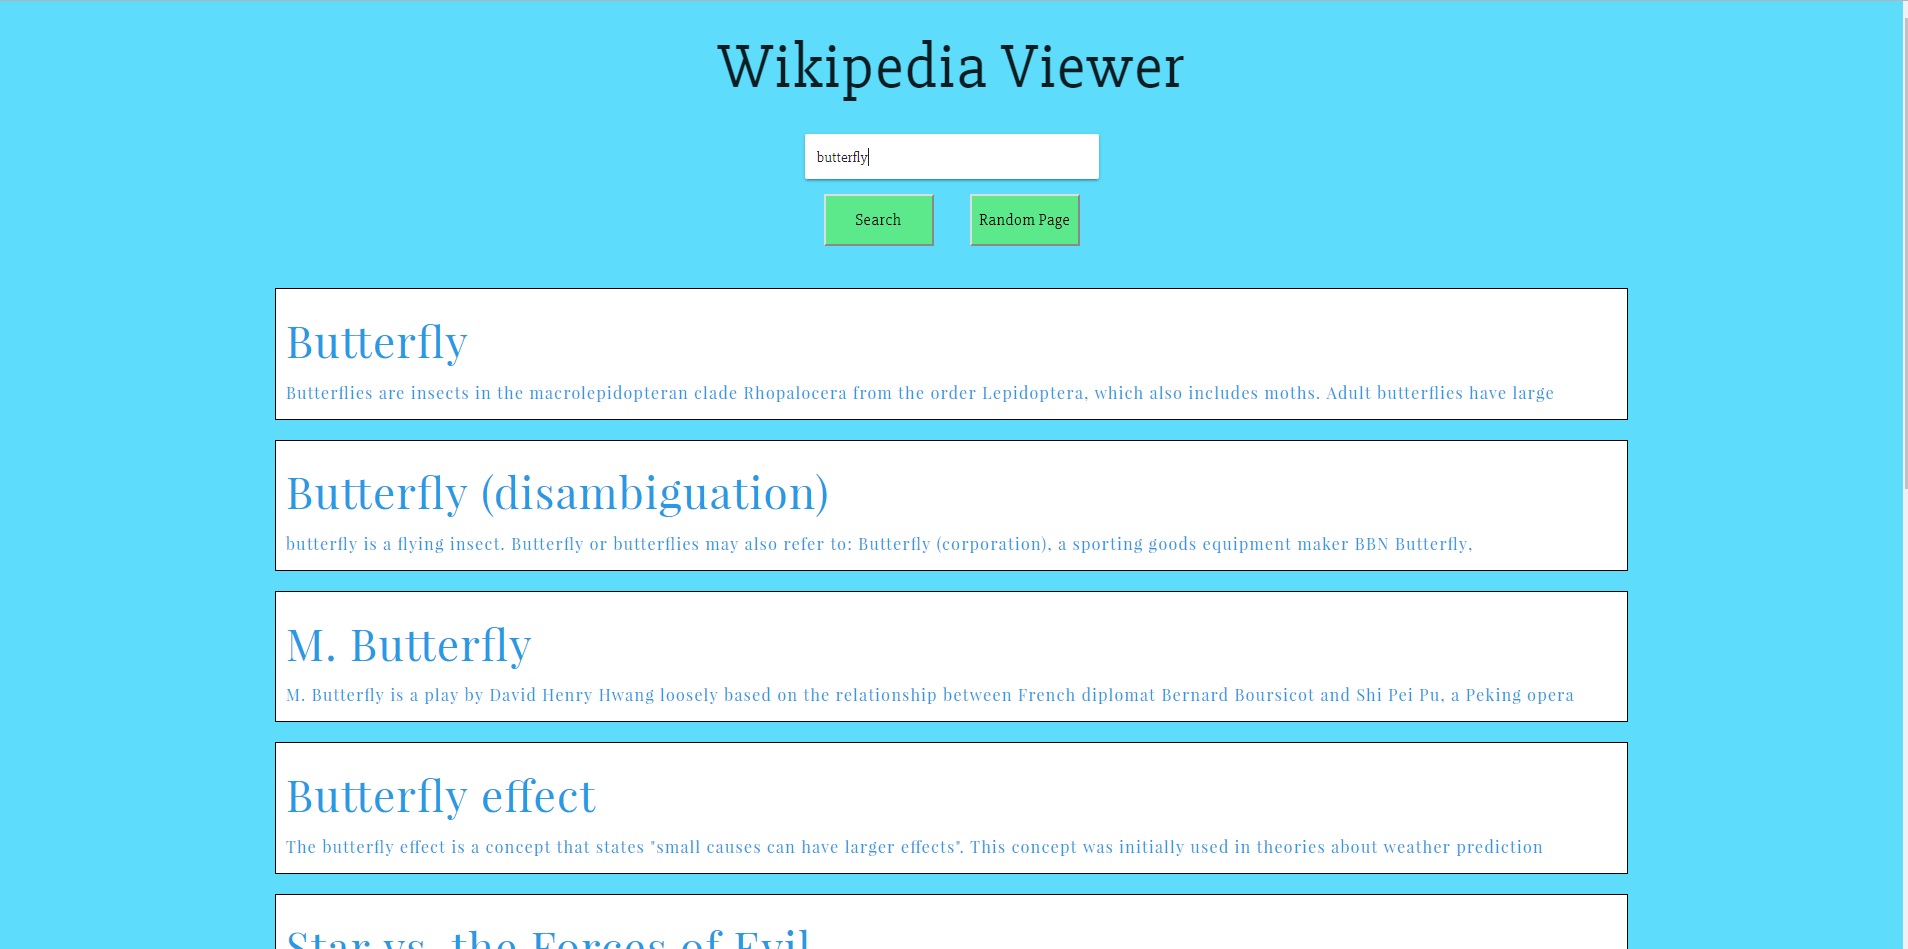 Wikipedia Viewer
butterfly
Search
Random Page
Butterfly
Butterflies are insects in the macrolepidopteran clade Rhopalocera from the order Lepidoptera, which also includes moths. Adult butterflies have large
Butterfly (disambiguation)
butterfly is a flying insect. Butterfly or butterflies may also refer to: Butterfly (corporation), a sporting goods equipment maker BBN Butterfly,
M. Butterfly
M. Butterfly is a play by David Henry Hwang loosely based on the relationship between French diplomat Bernard Boursicot and Shi Pei Pu, a Peking opera
Butterfly effect
The butterfly effect is a concept that states "small causes can have larger effects". This concept was initially used in theories about weather prediction
Star vs. the Forces of Evil